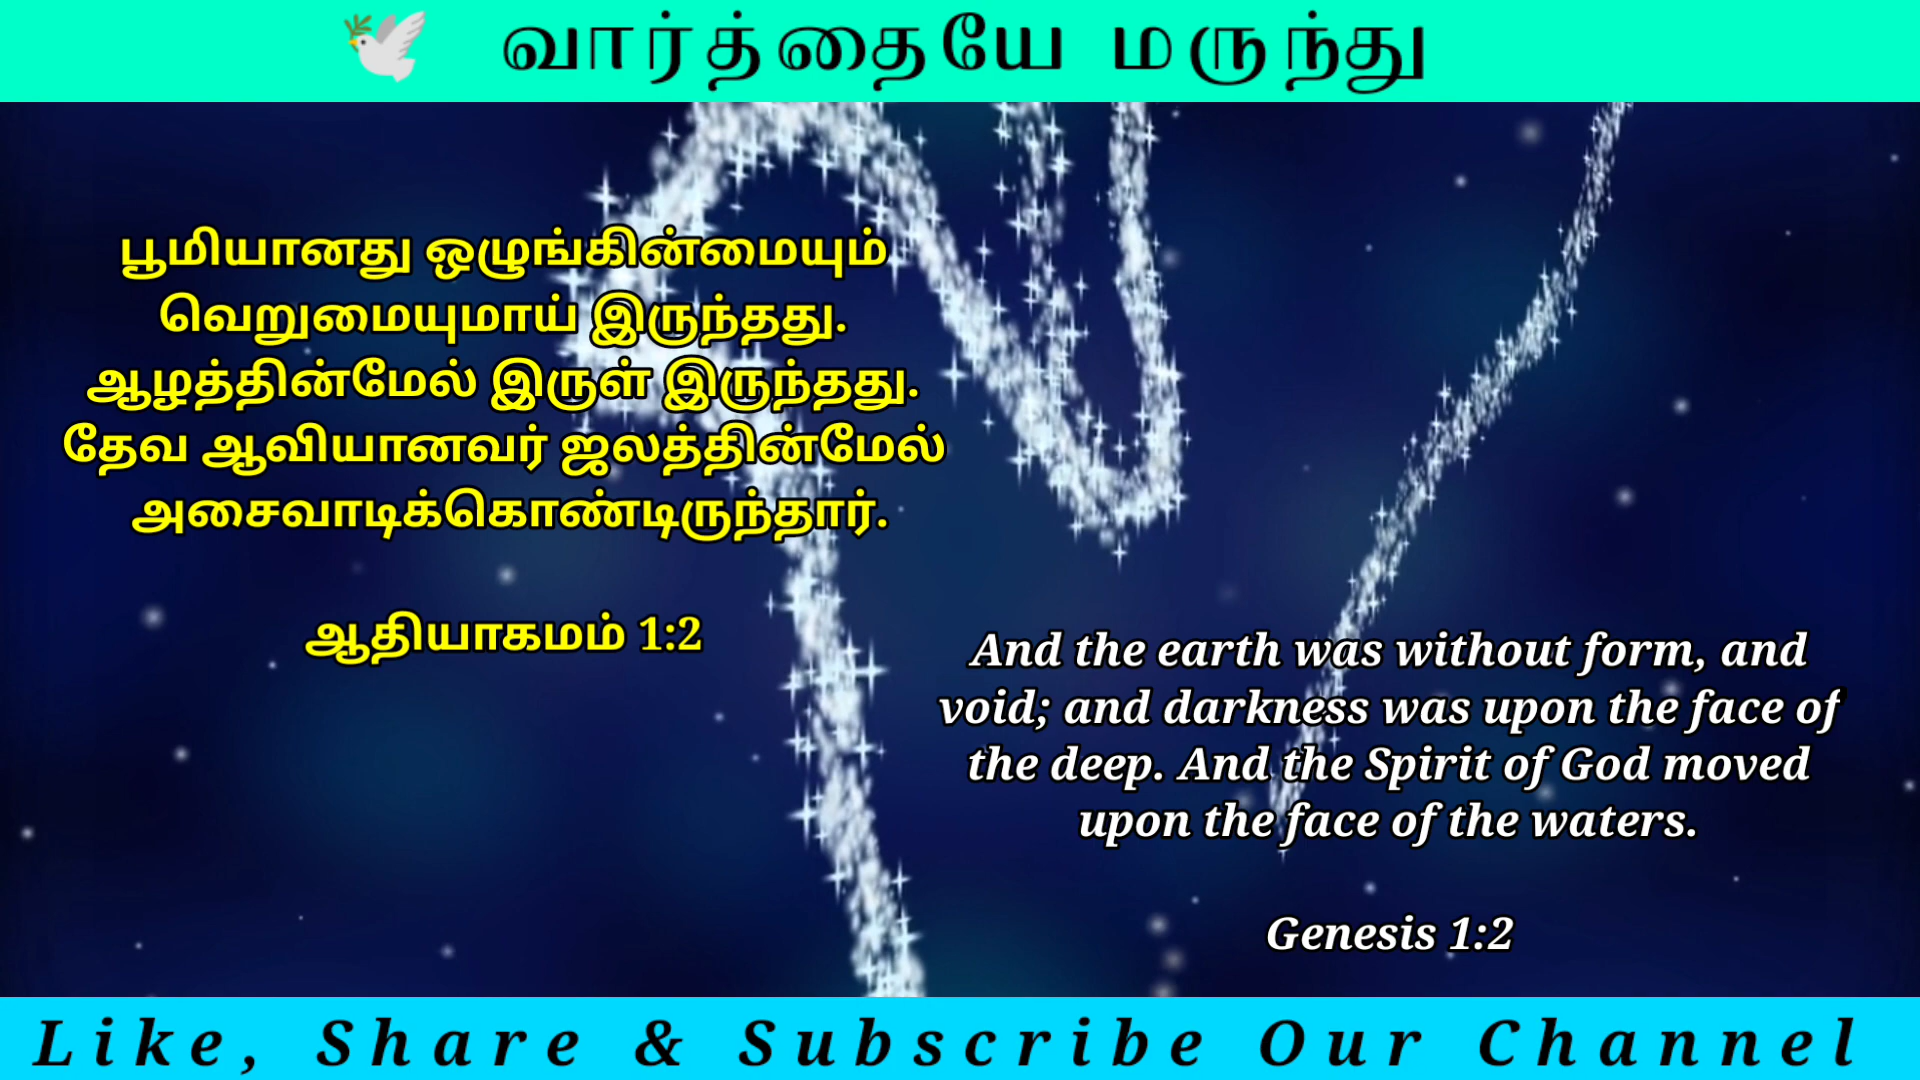 வார்த்தையே மருந்து
பூமியானது ஒழுங்கின்மையும்
வெறுமையுமாய் இருந்தது.
ஆழத்தின்மேல் இருள் இருந்தது.
தேவ ஆவியானவர் ஜலத்தின்மேல்
அசைவாடிக்கொண்டிருந்தார்.
ஆதியாகமம் 1:2
And the earth was without form, and
void; and darkness was upon the face of
the deep. And the Spirit of God moved
upon the face of the waters.
Genesis 1:2
Like, Share & Subscribe Our Channel